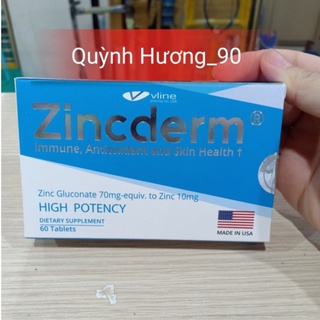 Quỳnh Hương_90
vline
Zincderm®
Immune, Antioxidant and Skin Health †
Zinc Gluconate 70mg-equiv. to Zinc 10mg
HIGH POTENCY
DIETARY SUPPLEMENT
60 Tablets
MADE IN USA